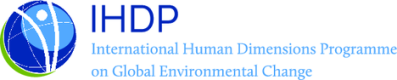 IHDP
International Human Dimensions Programme
on Global Environmental Change